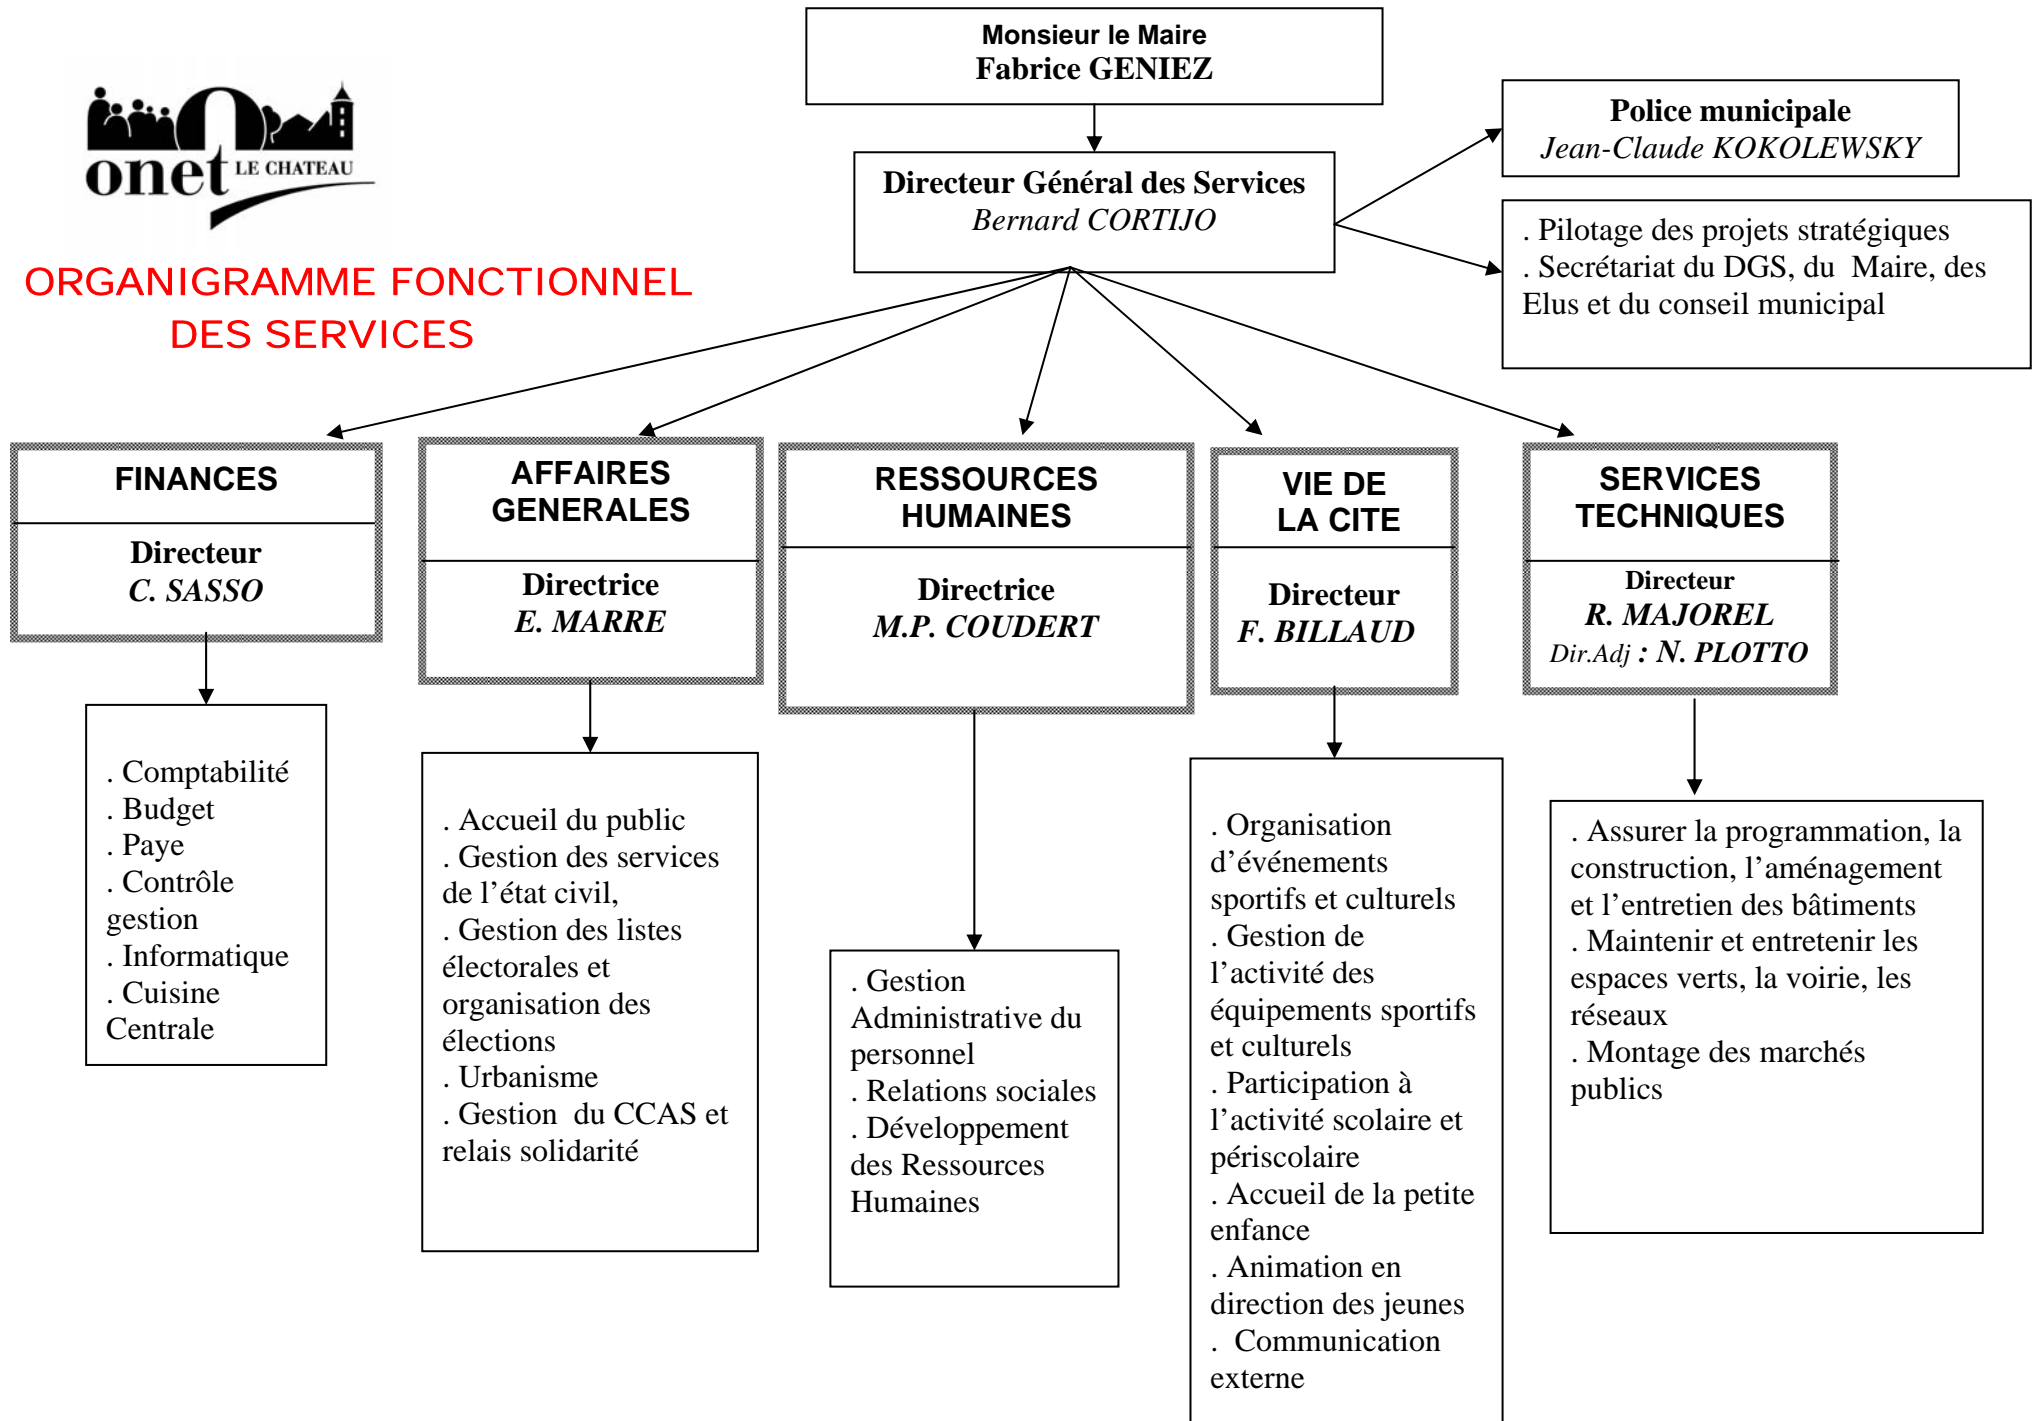 Monsieur le Maire
Fabrice GENIEZ
onet LE CHATEAU
Police municipale
Jean-Claude KOKOLEWSKY
Directeur Général des Services
Bernard CORTIJO
. Pilotage des projets stratégiques
. Secrétariat du DGS, du  Maire, des
Elus et du conseil municipal
ORGANIGRAMME FONCTIONNEL
DES SERVICES
FINANCES
Directeur
C. SASSO
. Comptabilité
. Budget
. Paye
. Contrôle
gestion
. Informatique
. Cuisine
Centrale
AFFAIRES
GENERALES
Directrice
E. MARRE
. Accueil du public
. Gestion des services
de l’état civil,
. Gestion des listes
électorales et
organisation des
élections
. Urbanisme
. Gestion  du CCAS et
relais solidarité
RESSOURCES
HUMAINES
Directrice
M.P. COUDERT
. Gestion
Administrative du
personnel
. Relations sociales
. Développement
des Ressources
Humaines
VIE DE
LA CITE
Directeur
F. BILLAUD
. Organisation
d’événements
sportifs et culturels
. Gestion de
l’activité des
équipements sportifs
et culturels
. Participation à
l’activité scolaire et
périscolaire
. Accueil de la petite
enfance
. Animation en
direction des jeunes
.  Communication
externe
SERVICES
TECHNIQUES
Directeur
R. MAJOREL
Dir.Adj : N. PLOTTO
. Assurer la programmation, la
construction, l’aménagement
et l’entretien des bâtiments
. Maintenir et entretenir les
espaces verts, la voirie, les
réseaux
. Montage des marchés
publics